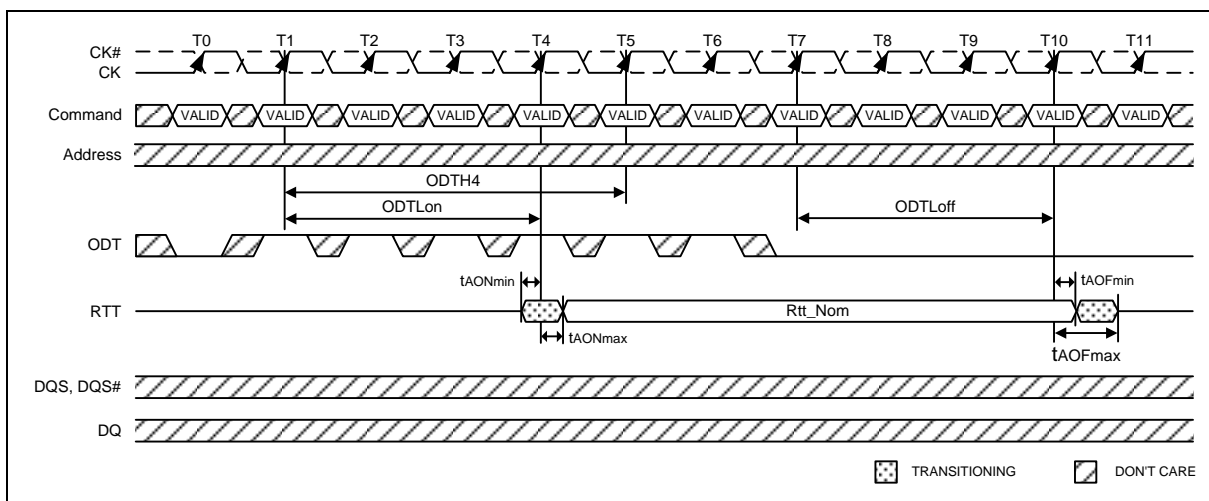 T0 T1 T2 T3 T4 T5 T6 T7 T8 T9 T10 T11
CK#
CK
Command VALID VALID VALID VALID VALID VALID VALID VALID VALID VALID VALID VALID
Address
ODTH4
ODTLon ODTLoff
ODT
tAONmin tAOFmin
RTT Rtt_Nom
tAONmax tAOFmax
DQS, DQS#
DQ
TRANSITIONING DON'T CARE